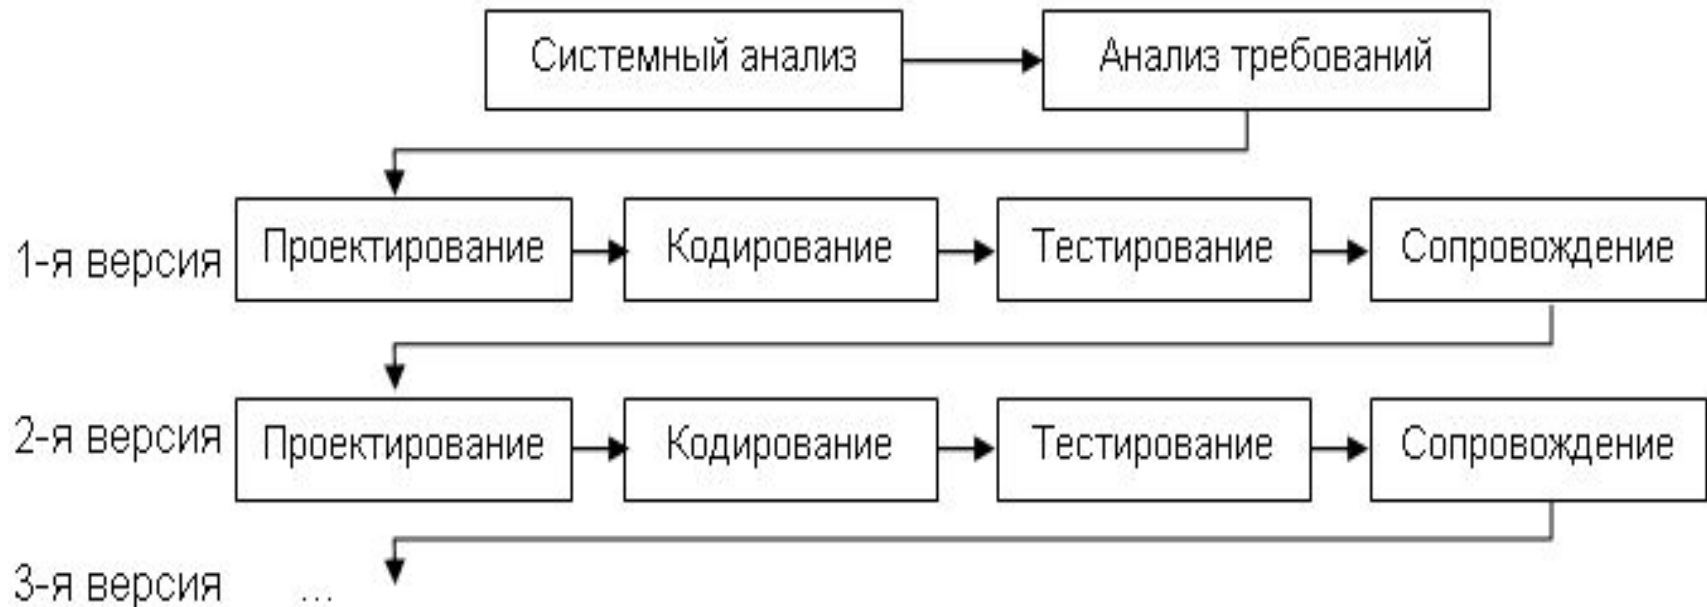 Системный анализ
Анализ требований
1-я версия
Проектирование
Кодирование
Тестирование
Сопровождение
2-я версия
Проектирование
Кодирование
Тестирование
Сопровождение
3-я версия
...